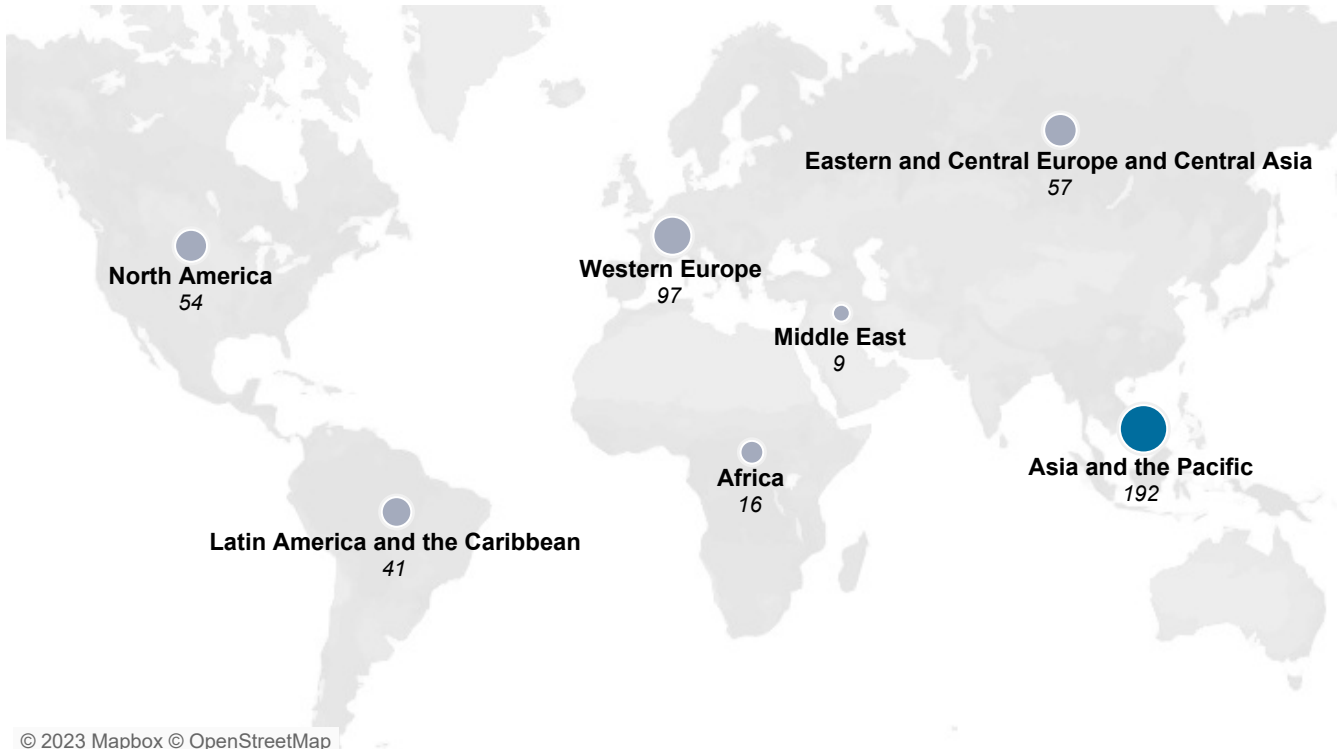 Eastern and Central Europe and Central Asia
57
North America
54
Western Europe
97
Middle East
9
Asia and the Pacific
192
Africa
16
Latin America and the Caribbean
41
© 2023 Mapbox © OpenStreetMap